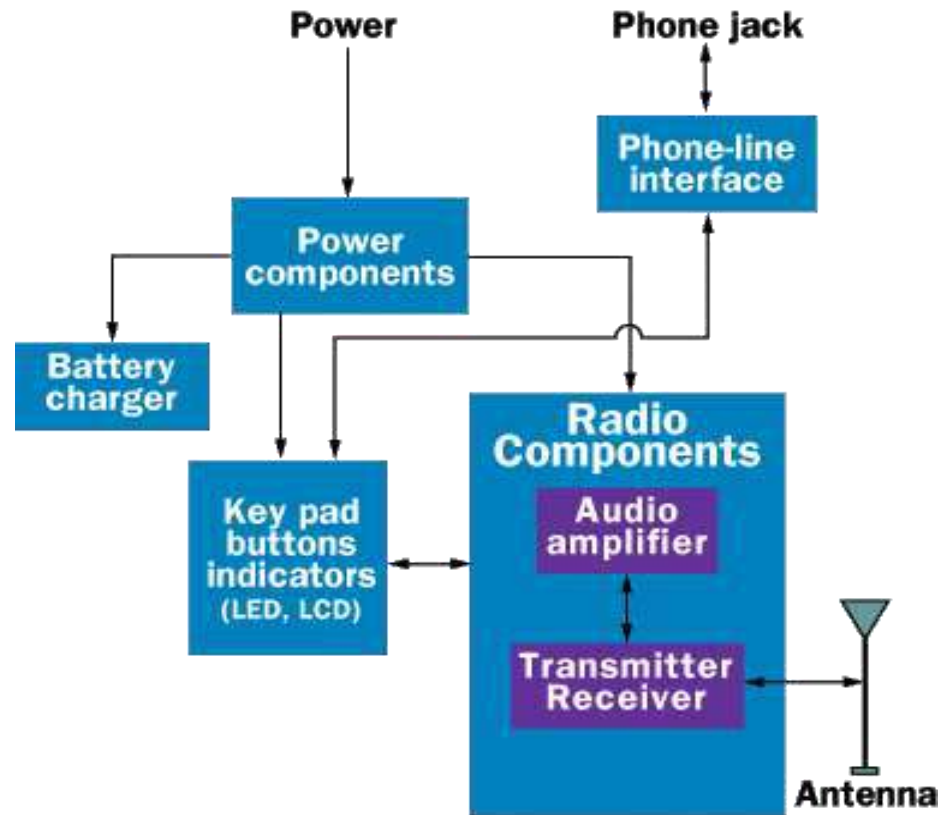 Power
Phone jack
Phone-line
interface
Power
components
Battery
charger
Radio
Components
Key pad
buttons
indicators
(LED, LCD)
Audio
amplifier
Transmitter
Receiver
Antenna